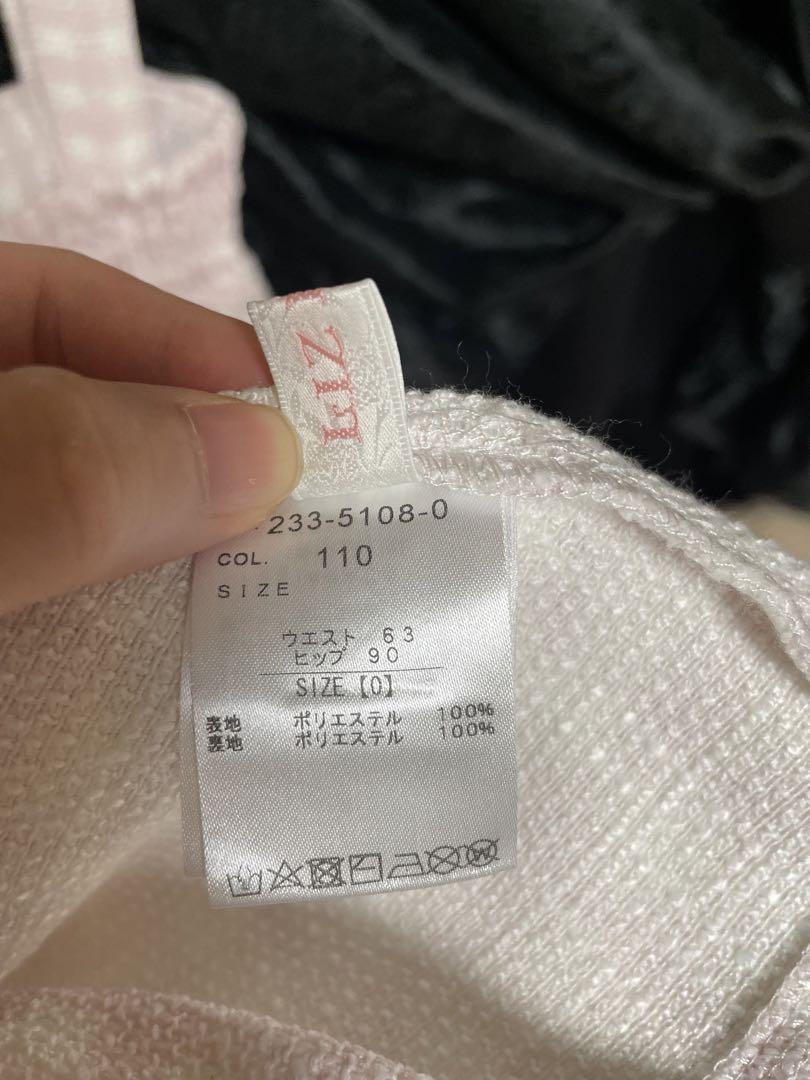 LIZ
233-5108-0
COL. 110
SIZE
ウエスト 63
ヒップ 90
SIZE【0】
表地 ポリエステル 100%
裏地 ポリエステル 100%